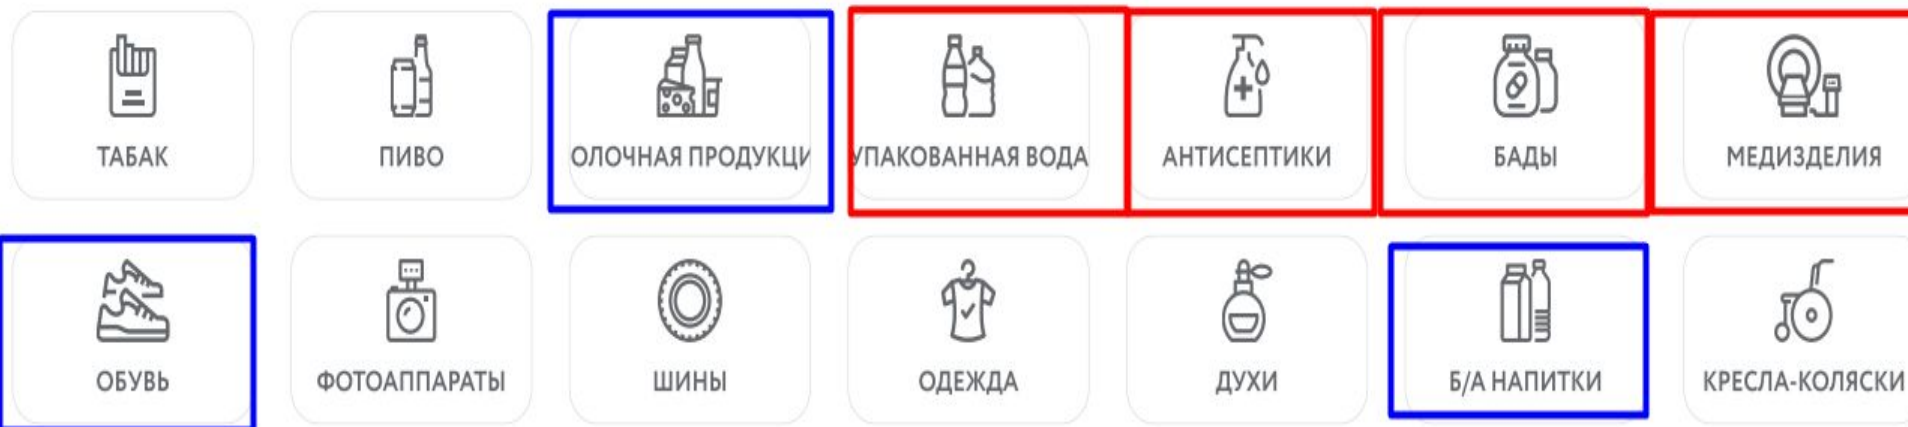 ТАБАК
ПИВО
ОЛОЧНАЯ ПРОДУКЦИ
УПАКОВАННАЯ ВОДА
АНТИСЕПТИКИ
БАДЫ
МЕДИЗДЕЛИЯ
ОБУВЬ
ФОТОАППАРАТЫ
ШИНЫ
ОДЕЖДА
ДУХИ
Б/А НАПИТКИ
КРЕСЛА-КОЛЯСКИ